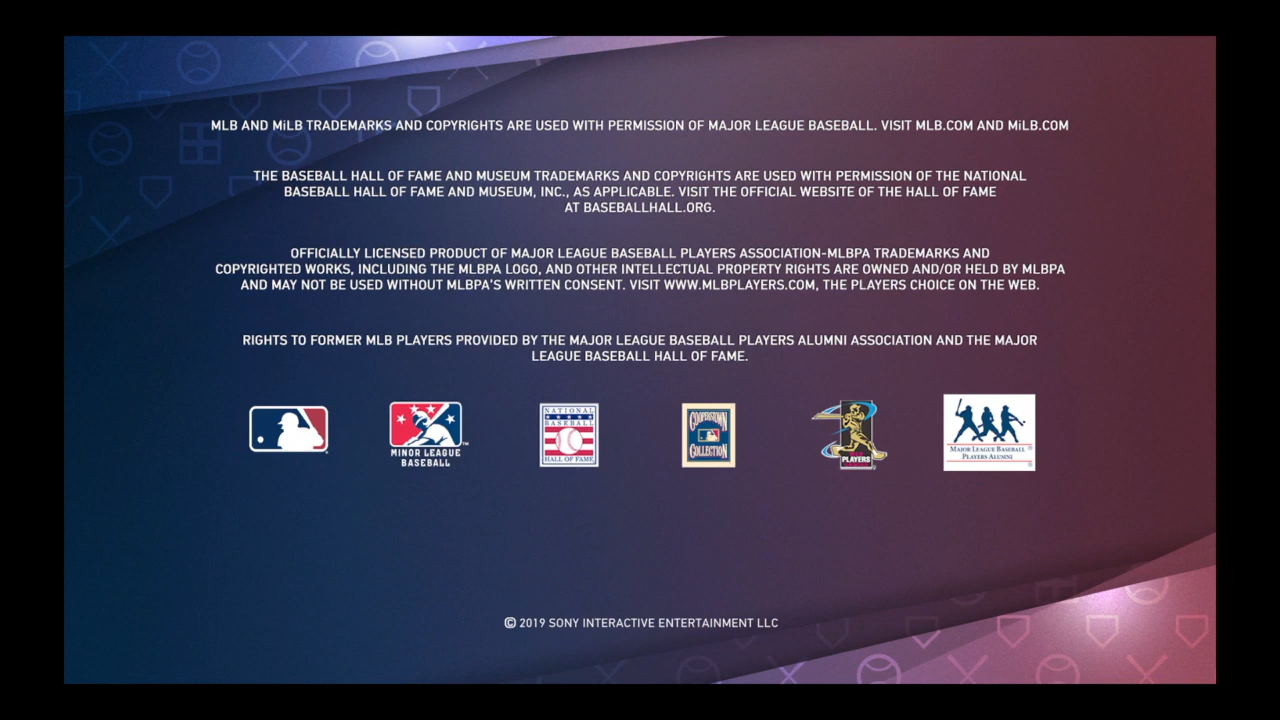 MLB AND MiLB TRADEMARKS AND COPYRIGHTS ARE USED WITH PERMISSION OF MAJOR LEAGUE BASEBALL. VISIT MLB.COM AND MiLB.COM
THE BASEBALL HALL OF FAME AND MUSEUM TRADEMARKS AND COPYRIGHTS ARE USED WITH PERMISSION OF THE NATIONAL
BASEBALL HALL OF FAME AND MUSEUM, INC., AS APPLICABLE. VISIT THE OFFICIAL WEBSITE OF THE HALL OF FAME
AT BASEBALLHALL.ORG.
OFFICIALLY LICENSED PRODUCT OF MAJOR LEAGUE BASEBALL PLAYERS ASSOCIATION-MLBPA TRADEMARKS AND
COPYRIGHTED WORKS, INCLUDING THE MLBPA LOGO, AND OTHER INTELLECTUAL PROPERTY RIGHTS ARE OWNED AND/OR HELD BY MLBPA
AND MAY NOT BE USED WITHOUT MLBPA'S WRITTEN CONSENT. VISIT WWW.MLBPLAYERS.COM, THE PLAYERS CHOICE ON THE WEB.
RIGHTS TO FORMER MLB PLAYERS PROVIDED BY THE MAJOR LEAGUE BASEBALL PLAYERS ALUMNI ASSOCIATION AND THE MAJOR
LEAGUE BASEBALL HALL OF FAME.
MINOR LEAGUE
BASEBALL
NATIONAL
BASEBALL
HALL OF FAME
COOPERSTOWN
COLLECTION
PLAYERS
MAJOR LEAGUE BASEBALL
PLAYERS ALUMNI
© 2019 SONY INTERACTIVE ENTERTAINMENT LLC